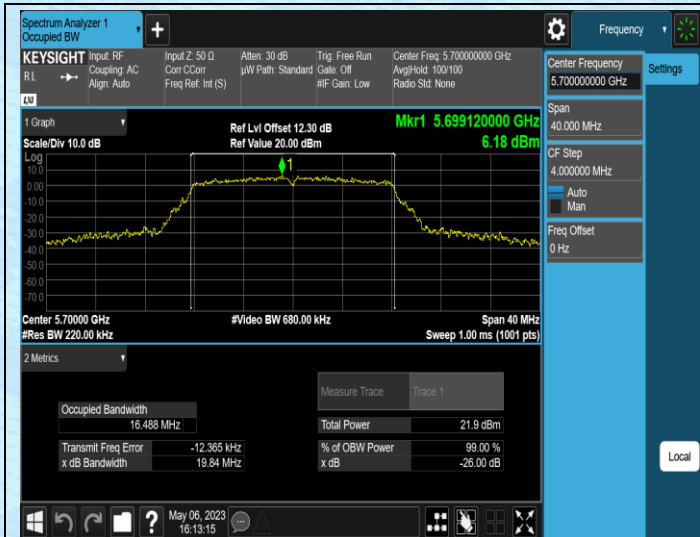 Spectrum Analyzer 1
Occupied BW
+
Frequency
KEYSIGHT
RL
LXI
Input: RF
Coupling: AC
Align: Auto
Input Z: 50 Ω
Corr CCorr
Freq Ref: Int (S)
Atten: 30 dB
µW Path: Standard
Trig: Free Run
Gate: Off
#IF Gain: Low
Center Freq: 5.700000000 GHz
Avg|Hold: 100/100
Radio Std: None
Center Frequency
5.700000000 GHz
Settings
Span
40.000 MHz
CF Step
4.000000 MHz
Auto
Man
Freq Offset
0 Hz
Local
1 Graph
Scale/Div 10.0 dB
Ref Lvl Offset 12.30 dB
Ref Value 20.00 dBm
Mkr1 5.699120000 GHz
6.18 dBm
Log
10.0
0.00
-10.0
-20.0
-30.0
-40.0
-50.0
-60.0
-70.0
1
Center 5.70000 GHz
#Res BW 220.00 kHz
#Video BW 680.00 kHz
Span 40 MHz
Sweep 1.00 ms (1001 pts)
2 Metrics
Measure Trace Trace 1
Occupied Bandwidth
16.488 MHz
Total Power 21.9 dBm
Transmit Freq Error -12.365 kHz
% of OBW Power 99.00 %
x dB Bandwidth 19.84 MHz
x dB -26.00 dB
?
May 06, 2023
16:13:15